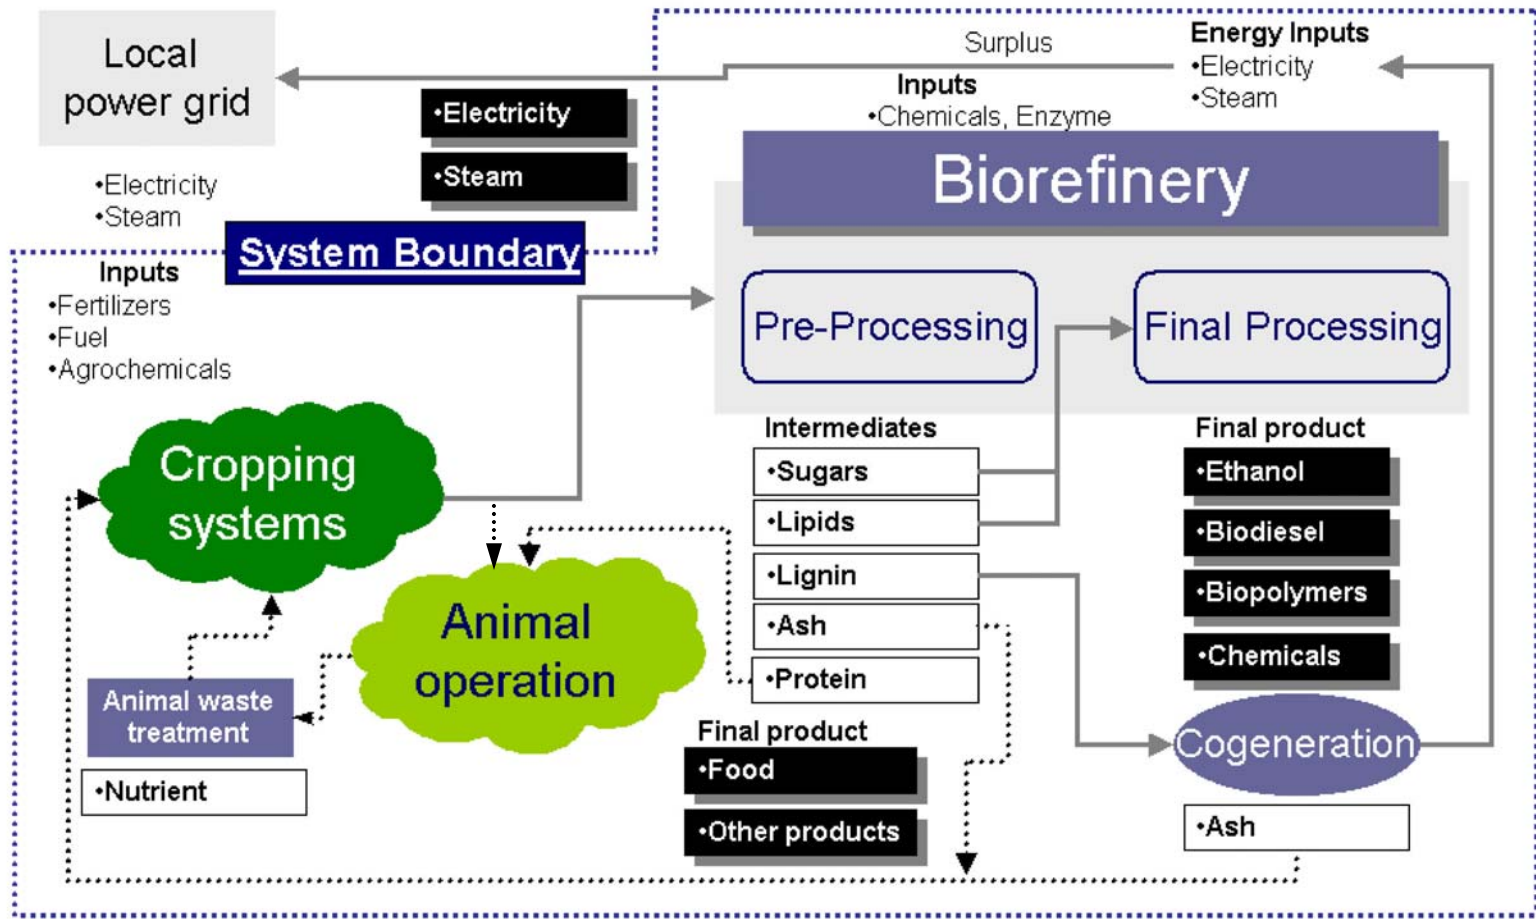 Local
power grid
Surplus
Energy Inputs
•Electricity
•Steam
•Electricity
•Steam
Inputs
•Chemicals, Enzyme
Biorefinery
•Electricity
•Steam
System Boundary
Inputs
•Fertilizers
•Fuel
•Agrochemicals
Pre-Processing
Final Processing
Cropping
systems
Intermediates
•Sugars
•Lipids
•Lignin
•Ash
•Protein
Final product
•Ethanol
•Biodiesel
•Biopolymers
•Chemicals
Animal
operation
Animal waste
treatment
•Nutrient
Final product
•Food
•Other products
Cogeneration
•Ash